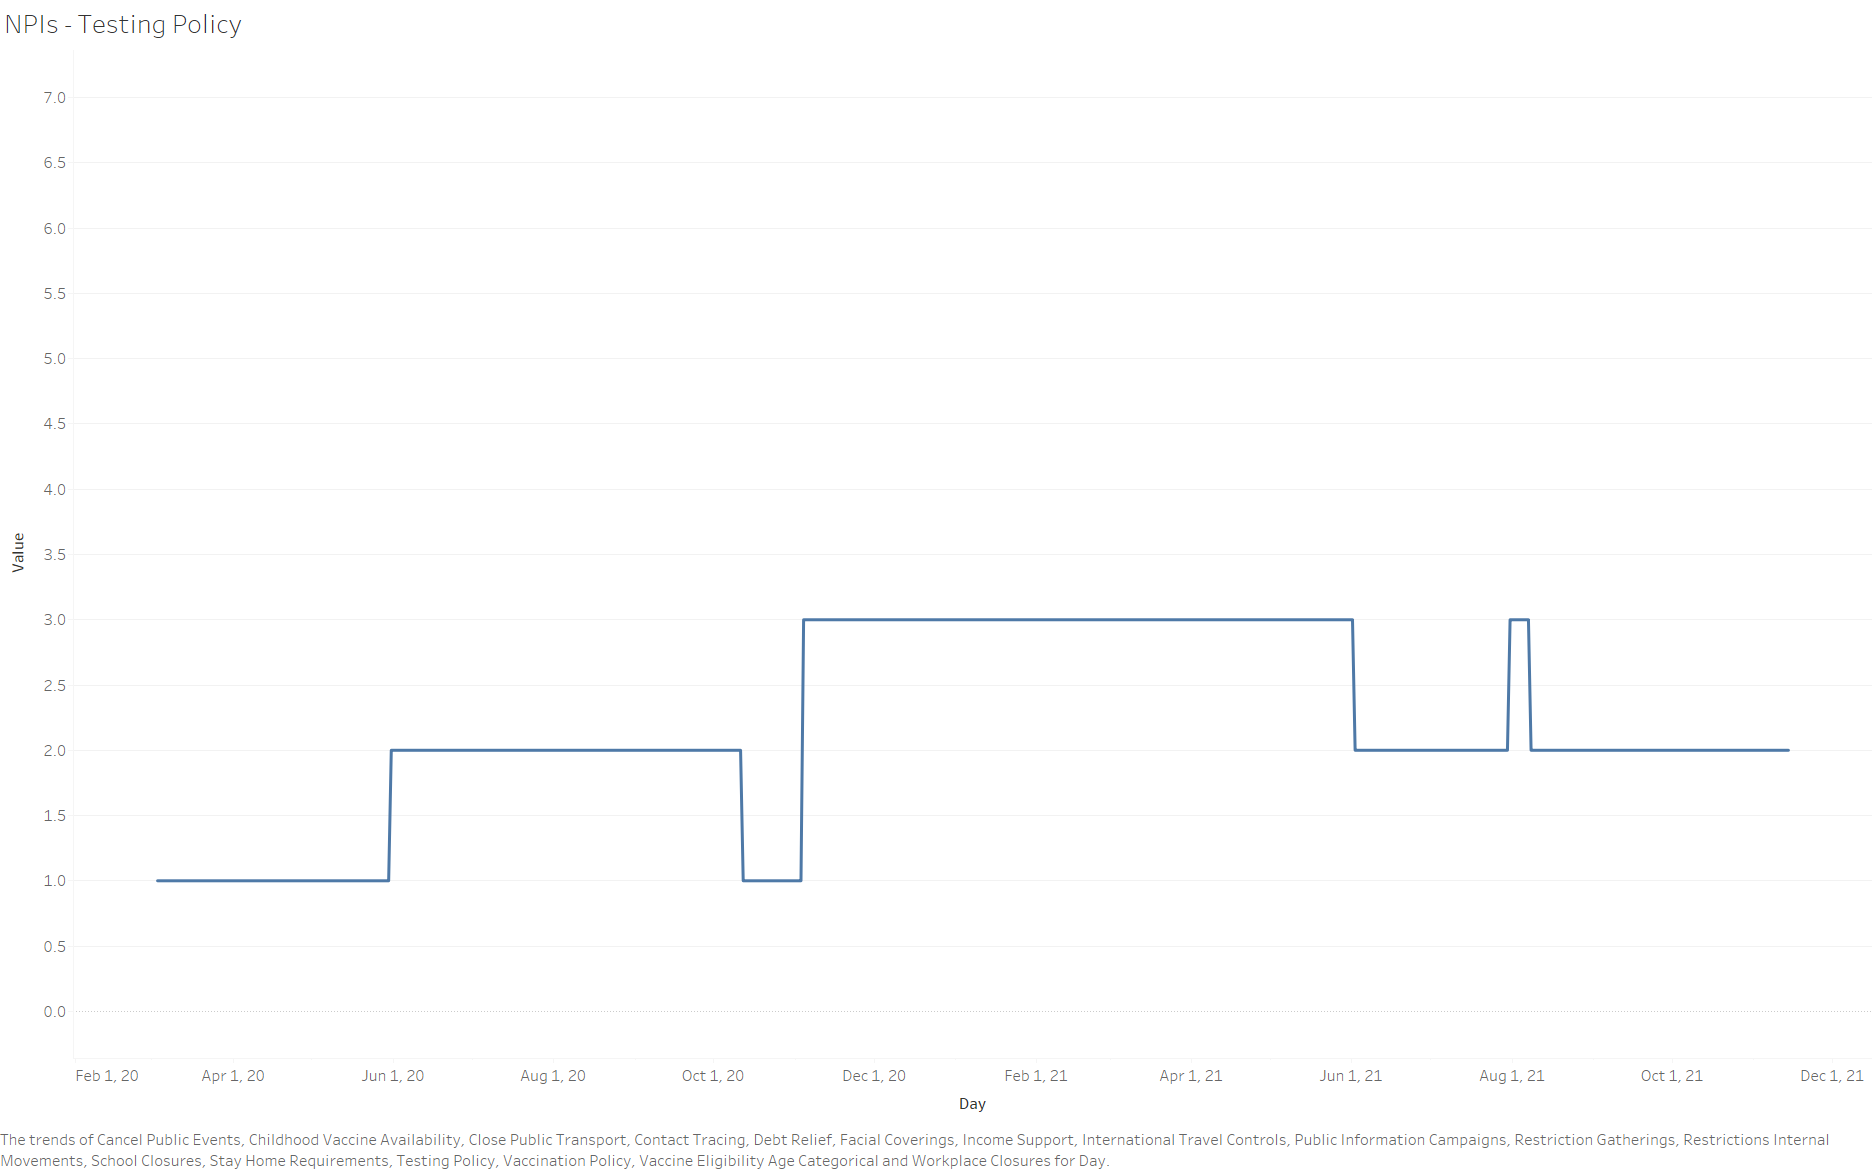 NPIs - Testing Policy
7.0
6.5
6.0
5.5
5.0
4.5
4.0
3.5
3.0
2.5
2.0
1.5
1.0
0.5
0.0
Value
Feb 1, 20 Apr 1, 20 Jun 1, 20 Aug 1, 20 Oct 1, 20 Dec 1, 20 Feb 1, 21 Apr 1, 21 Jun 1, 21 Aug 1, 21 Oct 1, 21 Dec 1, 21
Day
The trends of Cancel Public Events, Childhood Vaccine Availability, Close Public Transport, Contact Tracing, Debt Relief, Facial Coverings, Income Support, International Travel Controls, Public Information Campaigns, Restriction Gatherings, Restrictions Internal
Movements, School Closures, Stay Home Requirements, Testing Policy, Vaccination Policy, Vaccine Eligibility Age Categorical and Workplace Closures for Day.